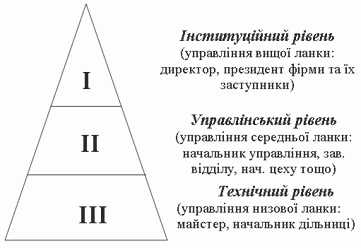 Інституційний рівень
(управління вищої ланки:
директор, президент фірми та їх
заступники)
I
Управлінський рівень
(управління середньої ланки:
начальник управління, зав.
відділу, нач. цеху тощо)
II
Технічний рівень
(управління низової ланки:
майстер, начальник дільниці)
III